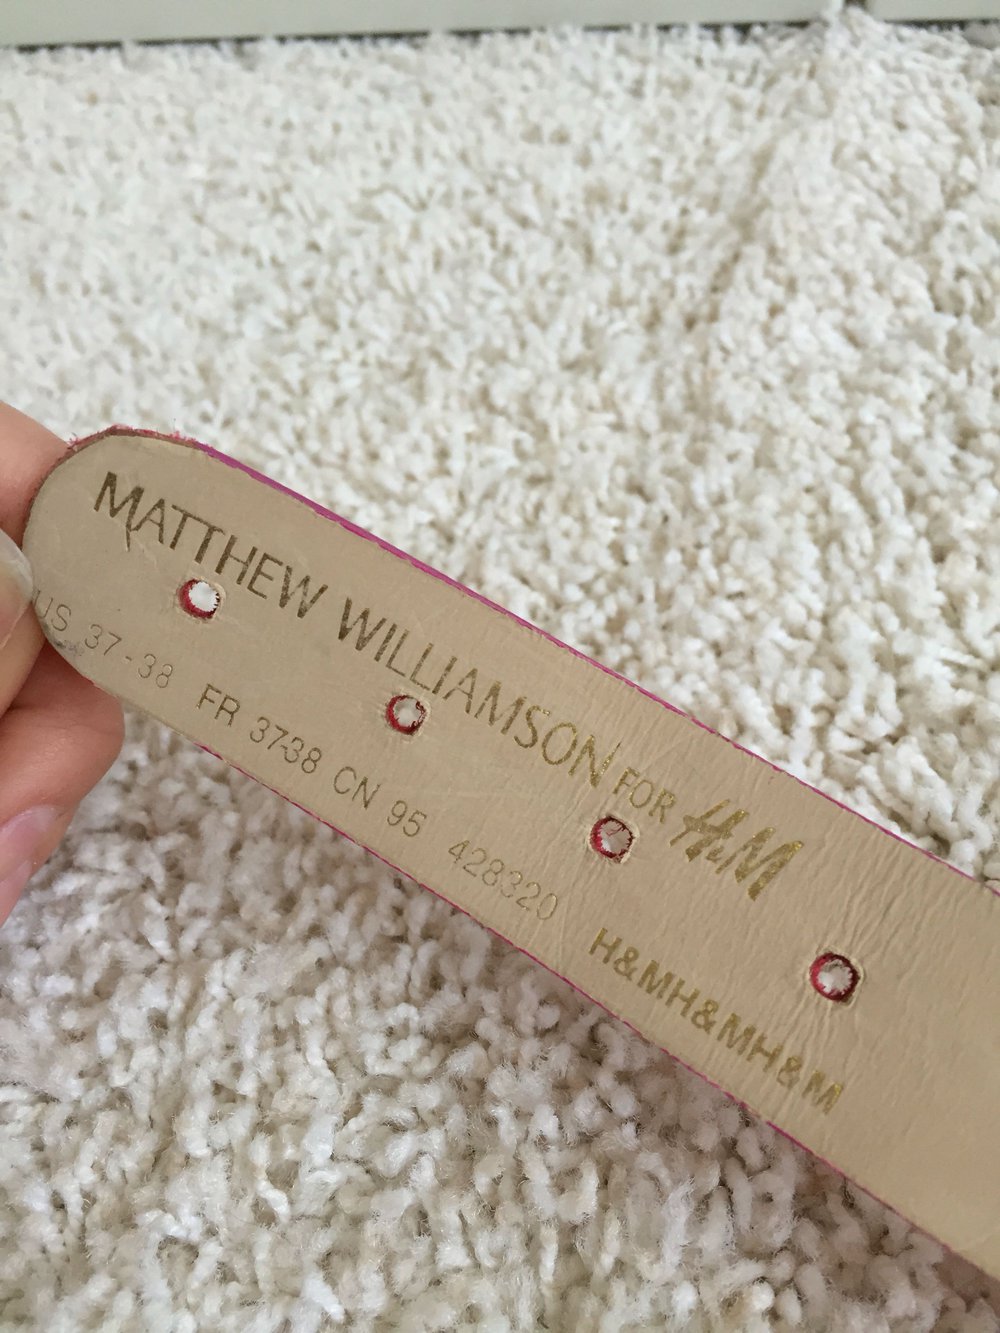 MATTHEW WILLIAMSON FOR H&M
US 37-38 FR 37-38 CN 95 428320
H&MH&MH&M